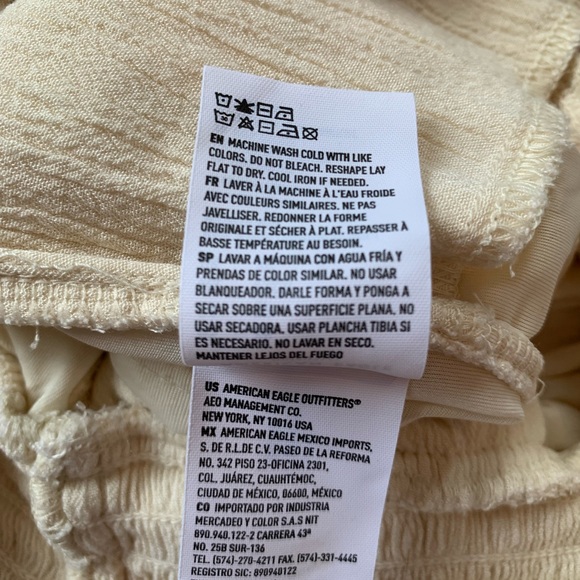 EN MACHINE WASH COLD WITH LIKE
COLORS. DO NOT BLEACH. RESHAPE LAY
FLAT TO DRY. COOL IRON IF NEEDED.
FR LAVER À LA MACHINE À L'EAU FROIDE
AVEC COULEURS SIMILAIRES. NE PAS
JAVELLISER. REDONNER LA FORME
ORIGINALE ET SÉCHER À PLAT. REPASSER À
BASSE TEMPÉRATURE AU BESOIN.
SP LAVAR A MÁQUINA CON AGUA FRÍA Y
PRENDAS DE COLOR SIMILAR. NO USAR
BLANQUEADOR. DARLE FORMA Y PONGA A
SECAR SOBRE UNA SUPERFICIE PLANA. NO
USAR SECADORA. USAR PLANCHA TIBIA SI
ES NECESARIO. NO LAVAR EN SECO.
MANTENER LEJOS DEL FUEGO
US AMERICAN EAGLE OUTFITTERS®
AEO MANAGEMENT CO.
NEW YORK, NY 10016 USA
MX AMERICAN EAGLE MEXICO IMPORTS,
S. DE R.L.DE C.V. PASEO DE LA REFORMA
NO. 342 PISO 23-OFICINA 2301,
COL. JUÁREZ, CUAUHTÉMOC,
CIUDAD DE MÉXICO, 06600, MÉXICO
CO IMPORTADO POR INDUSTRIA
MERCADEO Y COLOR S.A.S NIT
890.940.122-2 CARRERA 43ª
NO. 25B SUR-136
TEL. (574)-270-4211 FAX. (574)-331-4445
REGISTRO SIC: 890940122